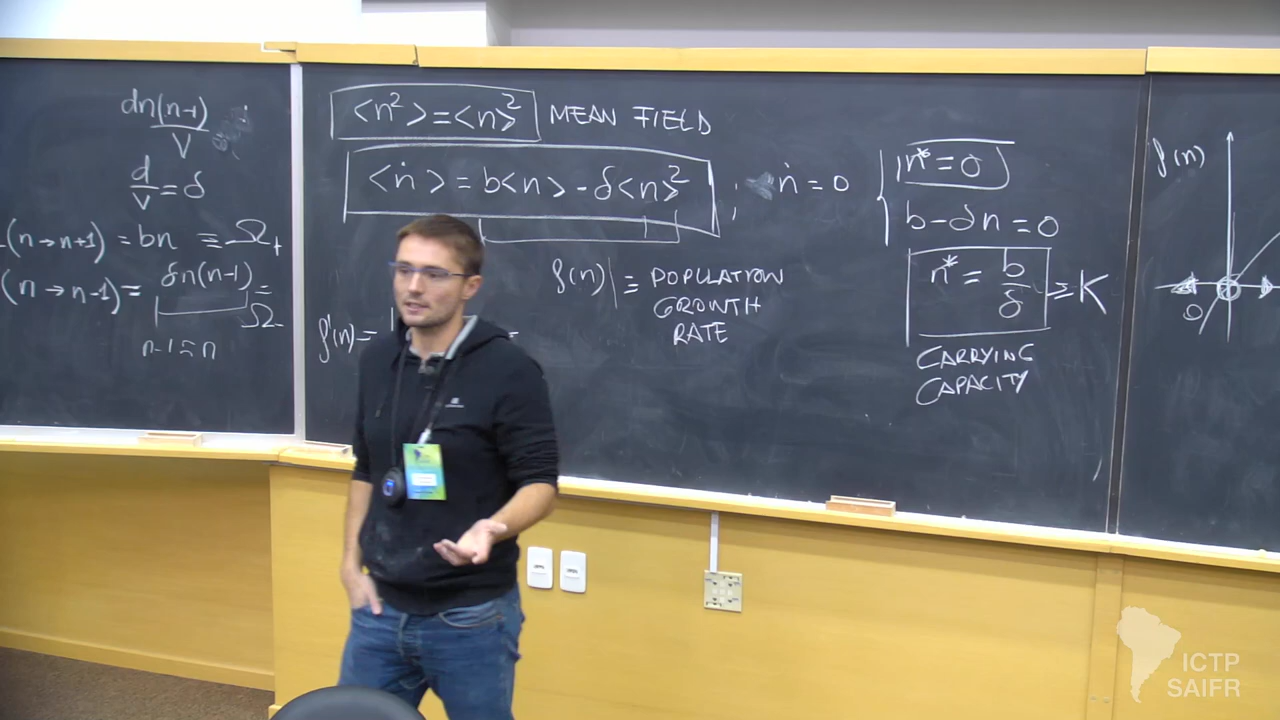 dn(n-1)/V
d/V = δ
(n→n+1) = bn ≡ Ω+
(n→n-1) = δn(n-1) = Ω-
n-1≈n
<n²> = <n>² MEAN FIELD
<ṅ> = b<n> - δ<n>² ; ṅ = 0
f(n) ≡ POPULATION
GROWTH
RATE
f'(n) =
n* = 0
b - δn = 0
n* = b/δ ≡ K
CARRYING
CAPACITY
f(n)
0
ICTP
SAIFR